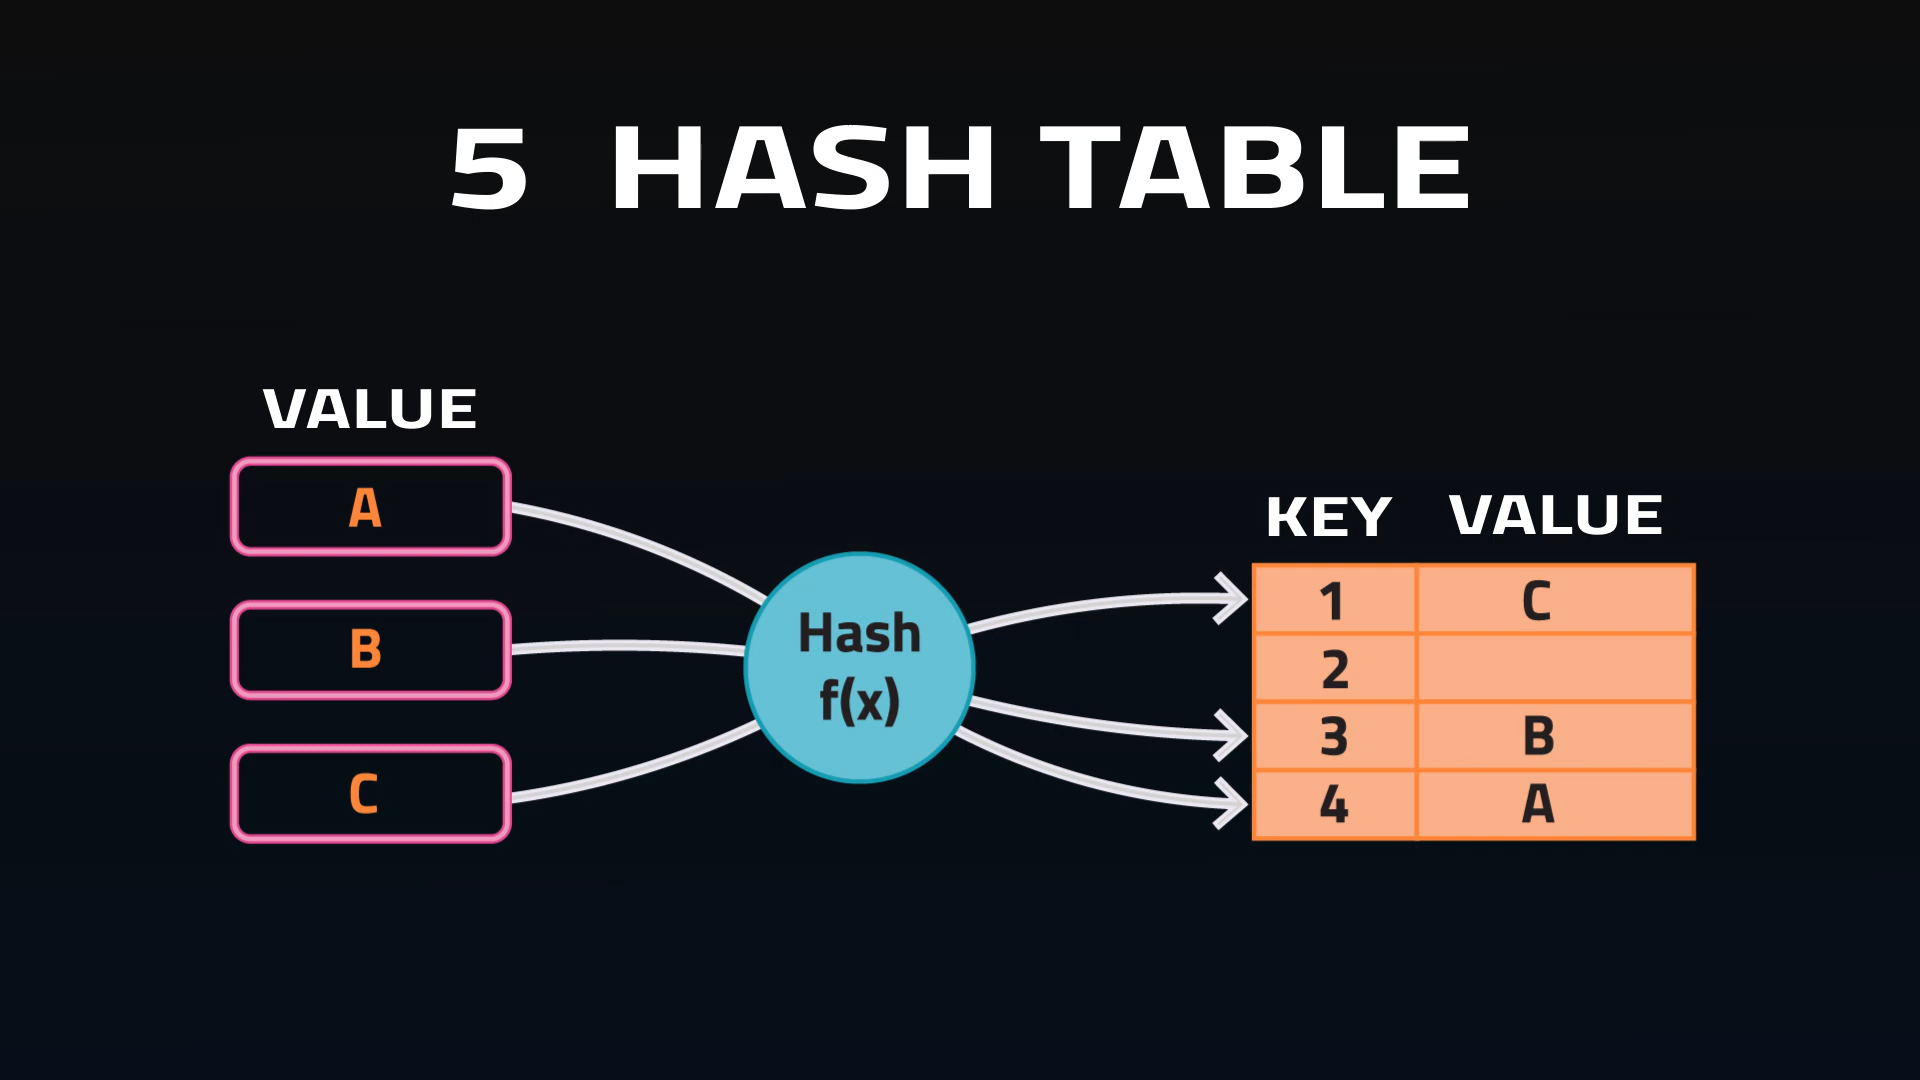 5 HASH TABLE
VALUE
A
B
C
Hash
f(x)
KEY VALUE
1 C
2
3 B
4 A